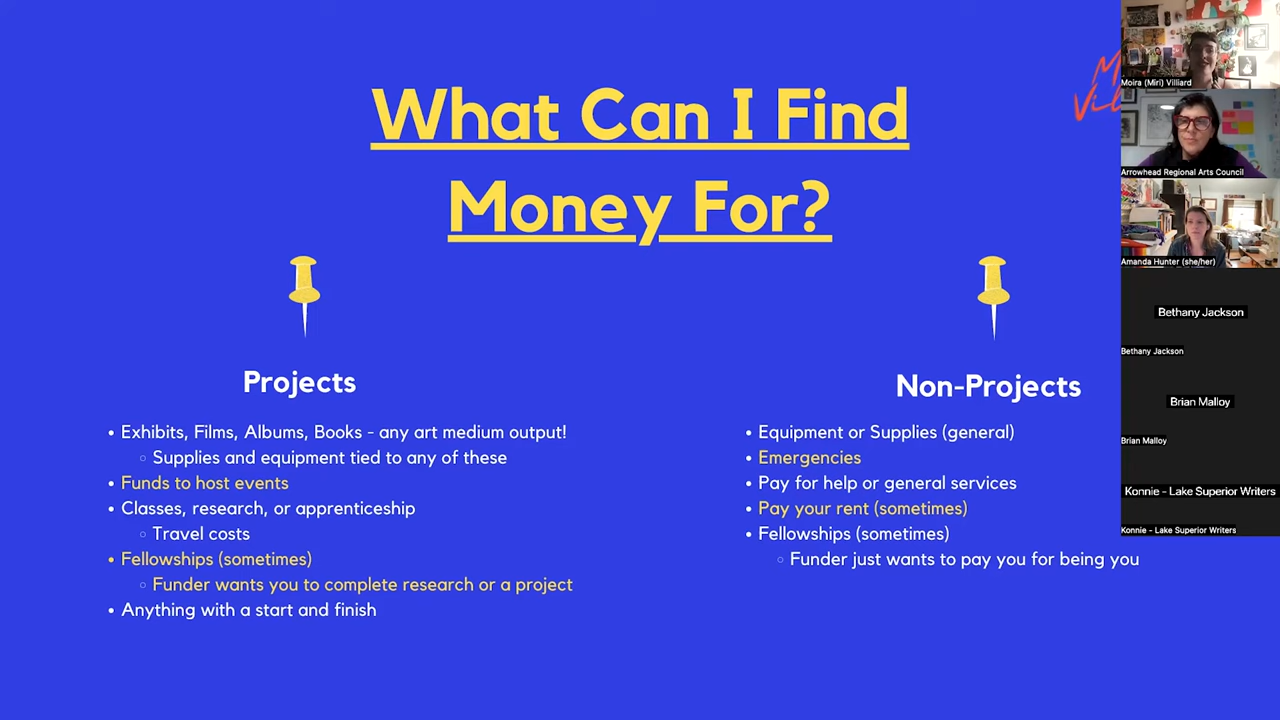 What Can I Find
Money For?
Projects
• Exhibits, Films, Albums, Books - any art medium output!
◦ Supplies and equipment tied to any of these
• Funds to host events
• Classes, research, or apprenticeship
◦ Travel costs
• Fellowships (sometimes)
◦ Funder wants you to complete research or a project
• Anything with a start and finish
Non-Projects
• Equipment or Supplies (general)
• Emergencies
• Pay for help or general services
• Pay your rent (sometimes)
• Fellowships (sometimes)
◦ Funder just wants to pay you for being you
Moira (Miri) Villiard
Arrowhead Regional Arts Council
Amanda Hunter (she/her)
Bethany Jackson
Bethany Jackson
Brian Malloy
Brian Malloy
Konnie - Lake Superior Writers
Konnie - Lake Superior Writers